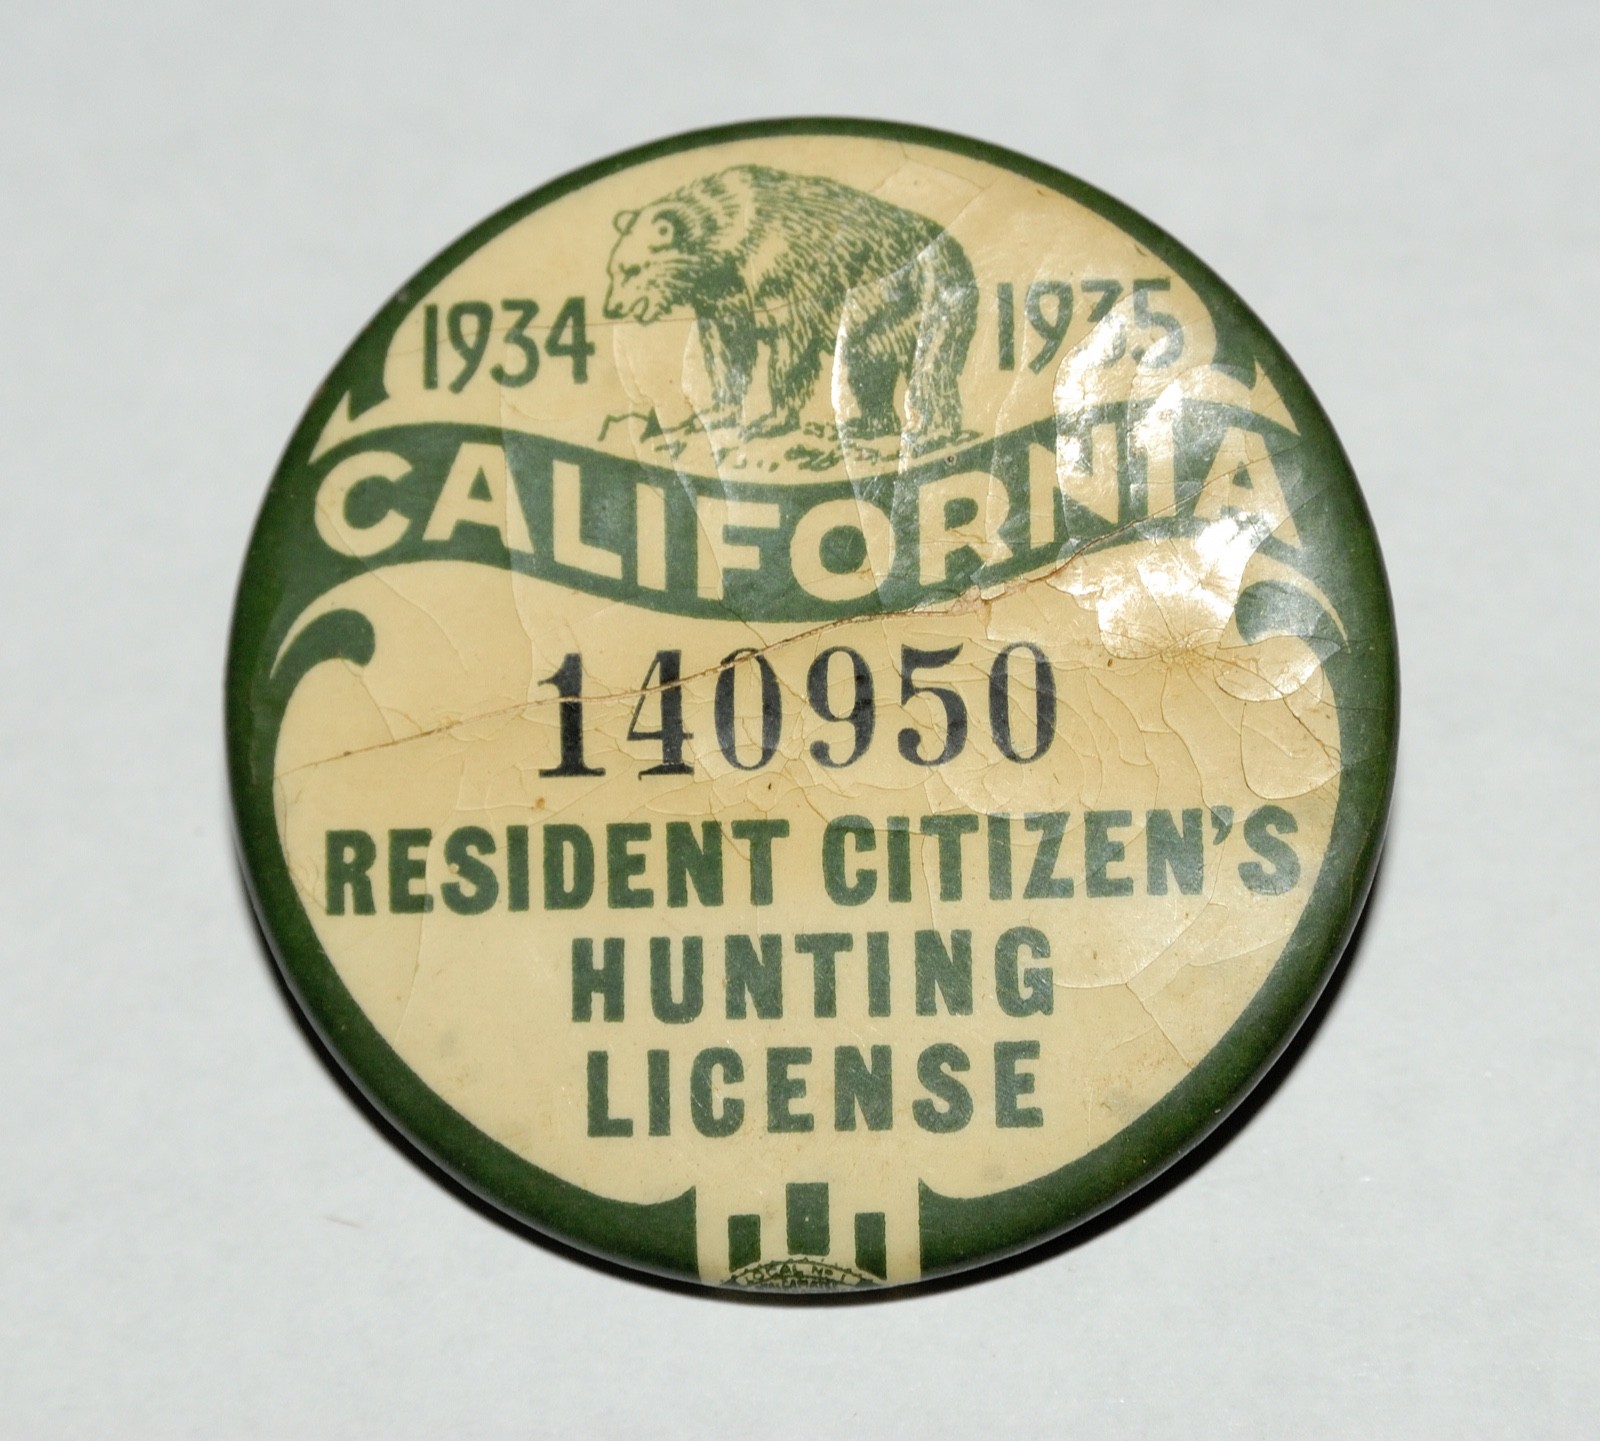 1934 1935
CALIFORNIA
140950
RESIDENT CITIZEN'S
HUNTING
LICENSE